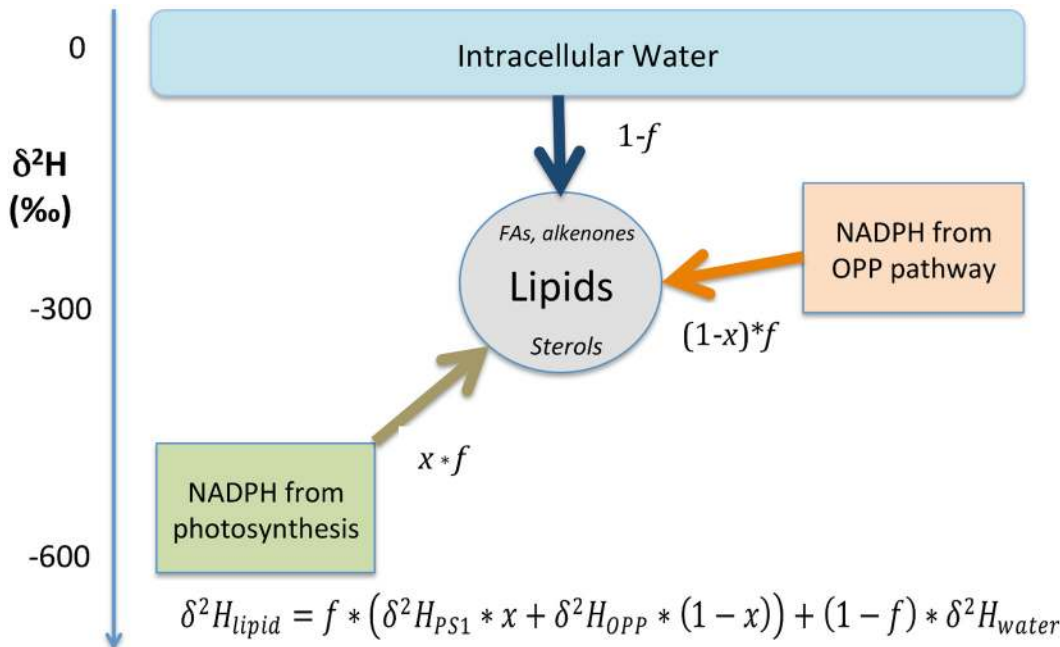 0
Intracellular Water
1-f
δ²H
(‰)
FAs, alkenones
NADPH from
OPP pathway
Lipids
-300
(1-x)*f
Sterols
x * f
NADPH from
photosynthesis
-600
δ²H_lipid = f * (δ²H_PS1 * x + δ²H_OPP * (1 − x)) + (1 − f) * δ²H_water